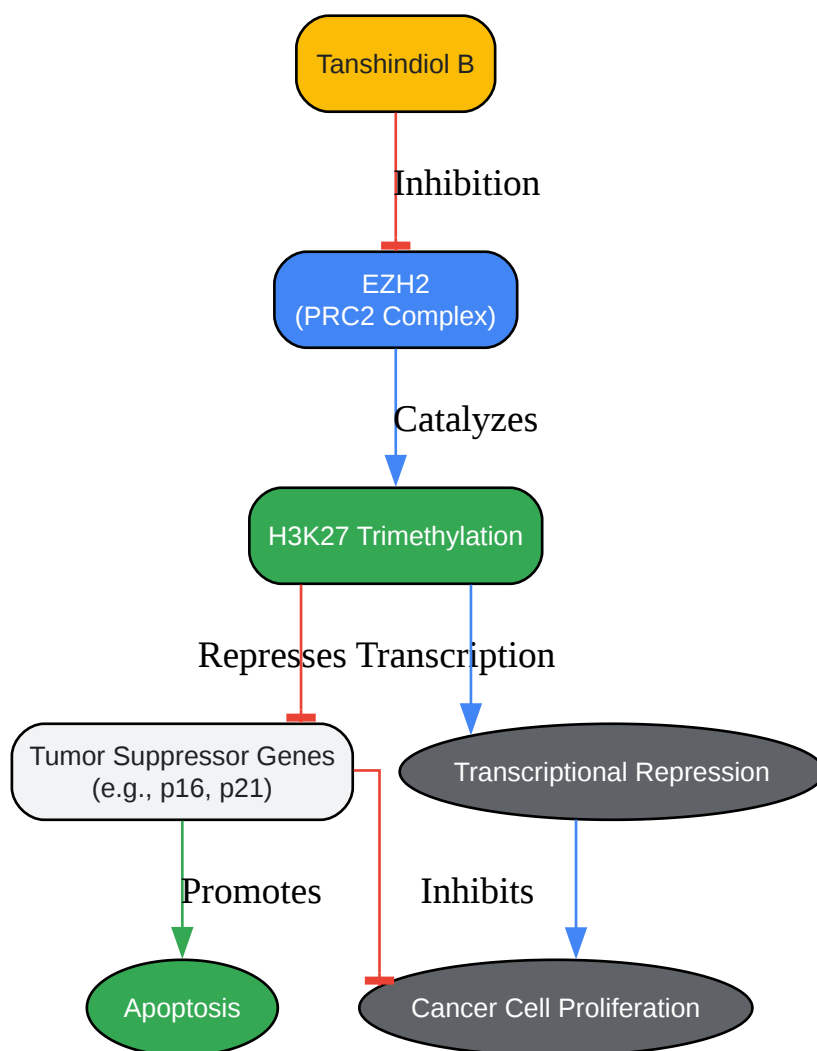 Tanshindiol B
Inhibition
EZH2
(PRC2 Complex)
Catalyzes
H3K27 Trimethylation
Represses Transcription
Tumor Suppressor Genes
(e.g., p16, p21)
Transcriptional Repression
Promotes
Inhibits
Apoptosis
Cancer Cell Proliferation